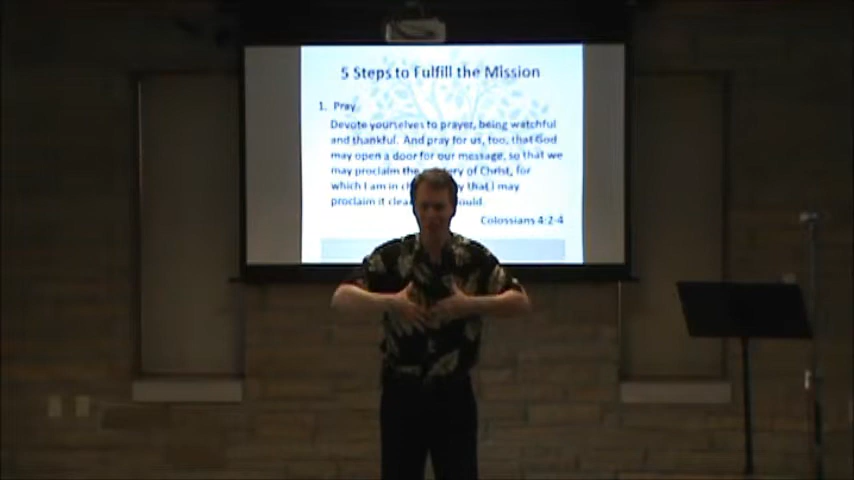 5 Steps to Fulfill the Mission
1. Pray
Devote yourselves to prayer, being watchful
and thankful. And pray for us, too, that God
may open a door for our message, so that we
may proclaim the of Christ, for
which I am in that I may
proclaim it
Colossians 4:2-4